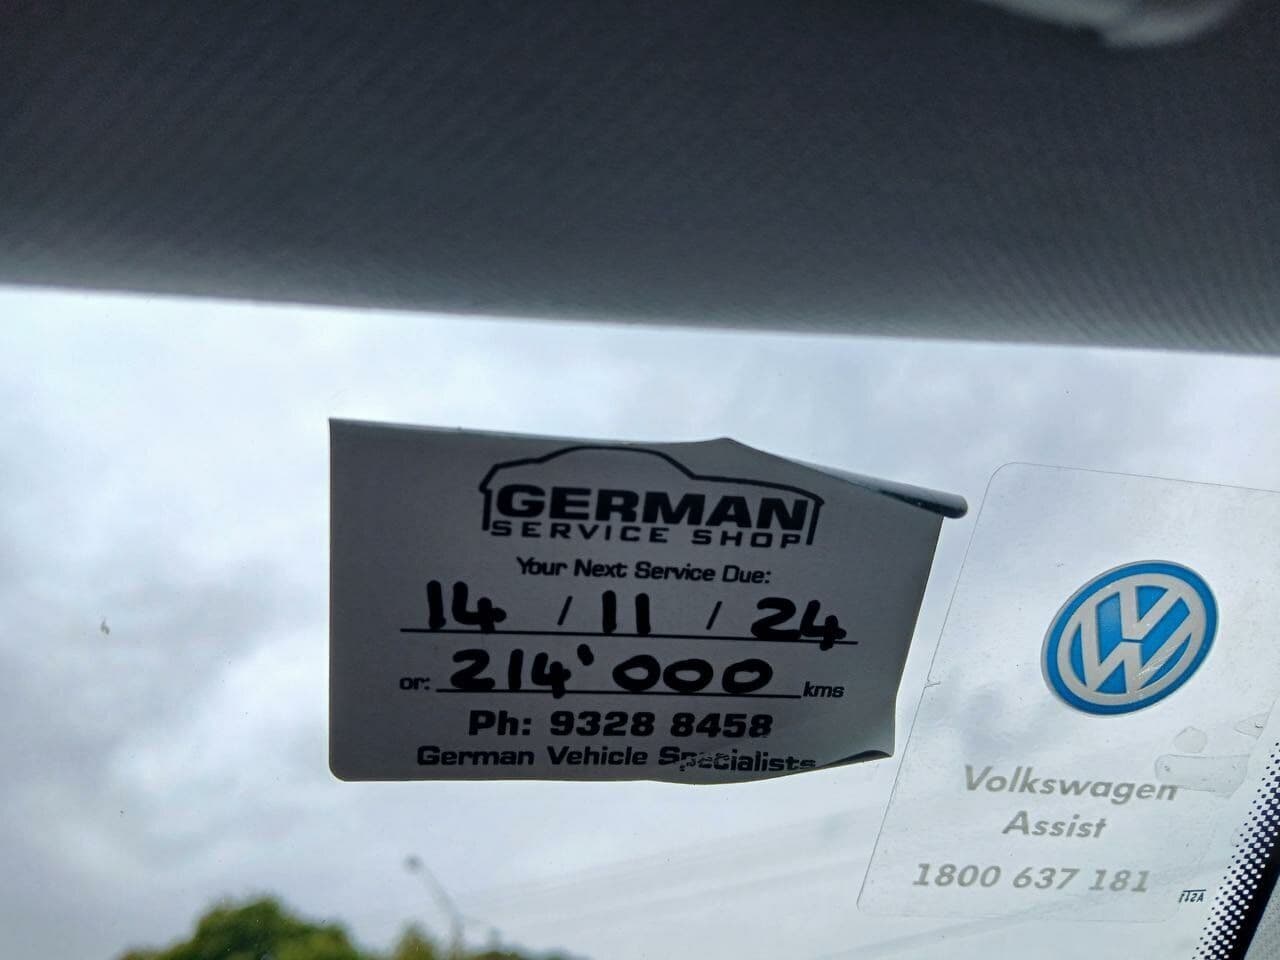 GERMAN
SERVICE SHOP
Your Next Service Due:
14 / 11 / 24
or: 214'000 kms
Ph: 9328 8458
German Vehicle Specialists
Volkswagen
Assist
1800 637 181